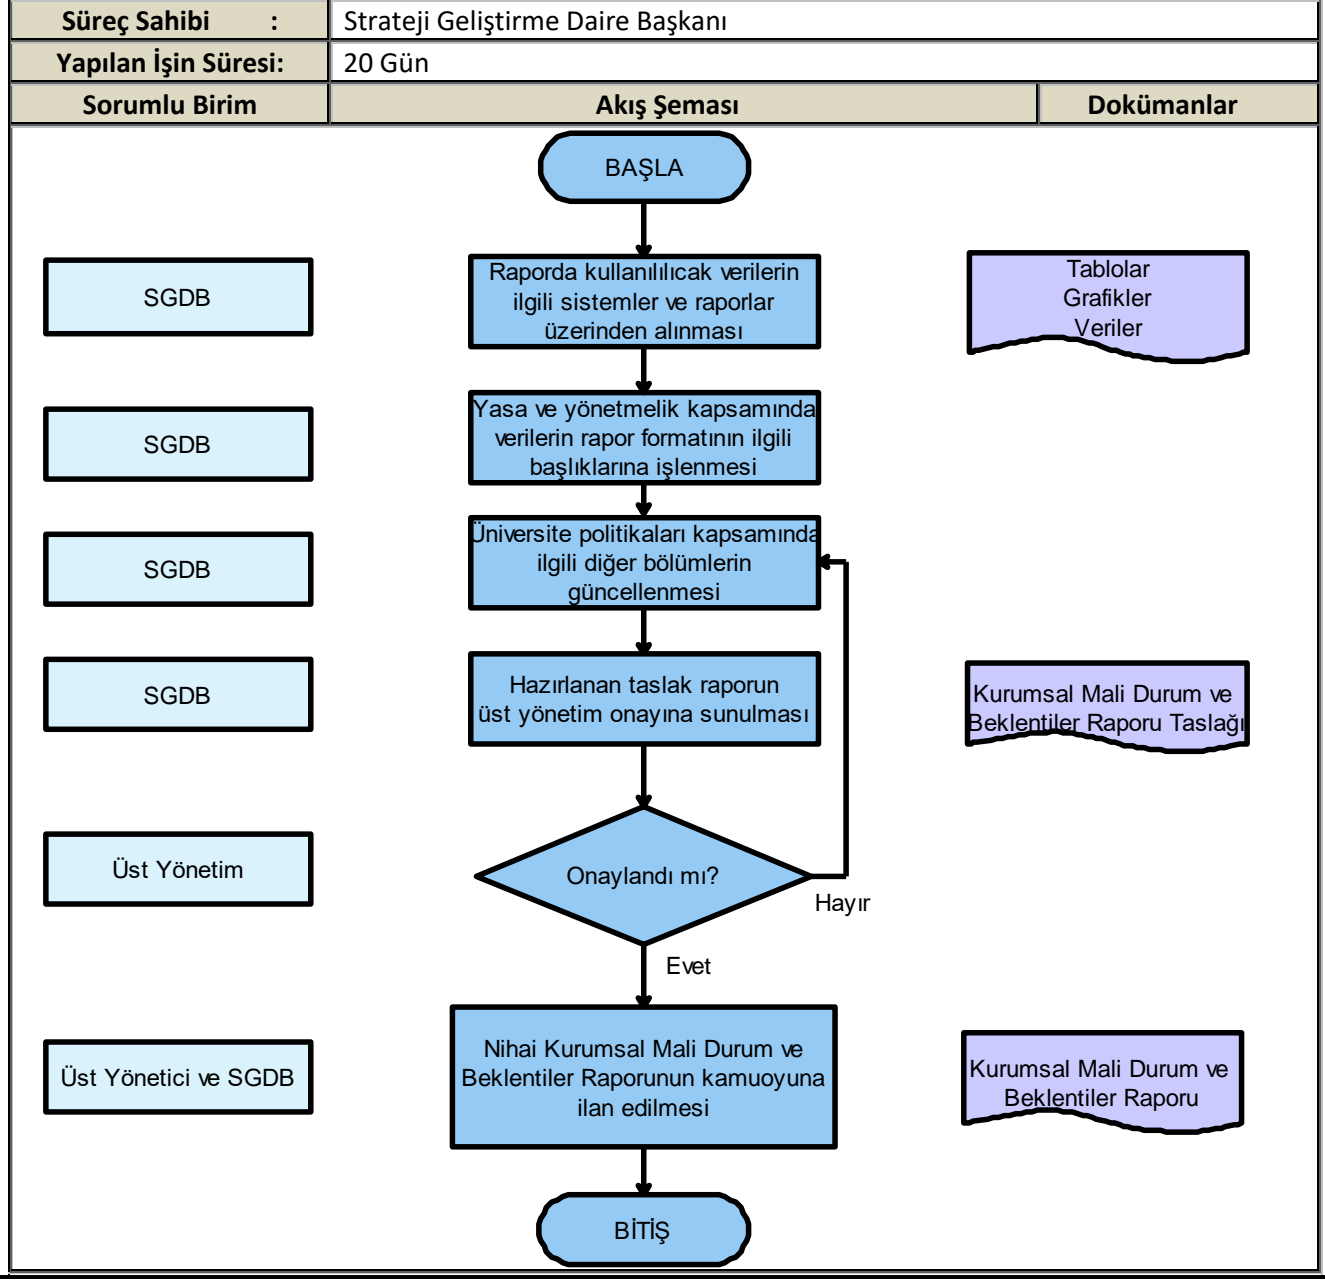 Süreç Sahibi : Strateji Geliştirme Daire Başkanı
Yapılan İşin Süresi: 20 Gün
Sorumlu Birim Akış Şeması Dokümanlar
BAŞLA
SGDB
Raporda kullanılılıcak verilerin
ilgili sistemler ve raporlar
üzerinden alınması
Tablolar
Grafikler
Veriler
SGDB
Yasa ve yönetmelik kapsamında
verilerin rapor formatının ilgili
başlıklarına işlenmesi
SGDB
Üniversite politikaları kapsamında
ilgili diğer bölümlerin
güncellenmesi
SGDB
Hazırlanan taslak raporun
üst yönetim onayına sunulması
Kurumsal Mali Durum ve
Beklentiler Raporu Taslağı
Üst Yönetim
Onaylandı mı?
Hayır
Evet
Üst Yönetici ve SGDB
Nihai Kurumsal Mali Durum ve
Beklentiler Raporunun kamuoyuna
ilan edilmesi
Kurumsal Mali Durum ve
Beklentiler Raporu
BİTİŞ